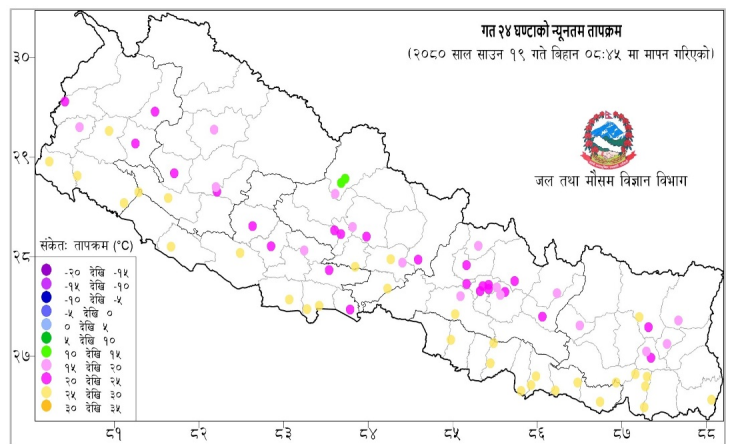 गत २४ घण्टाको न्यूनतम तापक्रम
(२०८० साल साउन १९ गते बिहान ०८:४५ मा मापन गरिएको)
३०
२९
२८
२७
जल तथा मौसम विज्ञान विभाग
संकेतः तापक्रम (°C)
-२० देखि -१५
-१५ देखि -१०
-१० देखि -५
-५ देखि ०
० देखि ५
५ देखि १०
१० देखि १५
१५ देखि २०
२० देखि २५
२५ देखि ३०
३० देखि ३५
८१ ८२ ८३ ८४ ८५ ८६ ८७ ८८